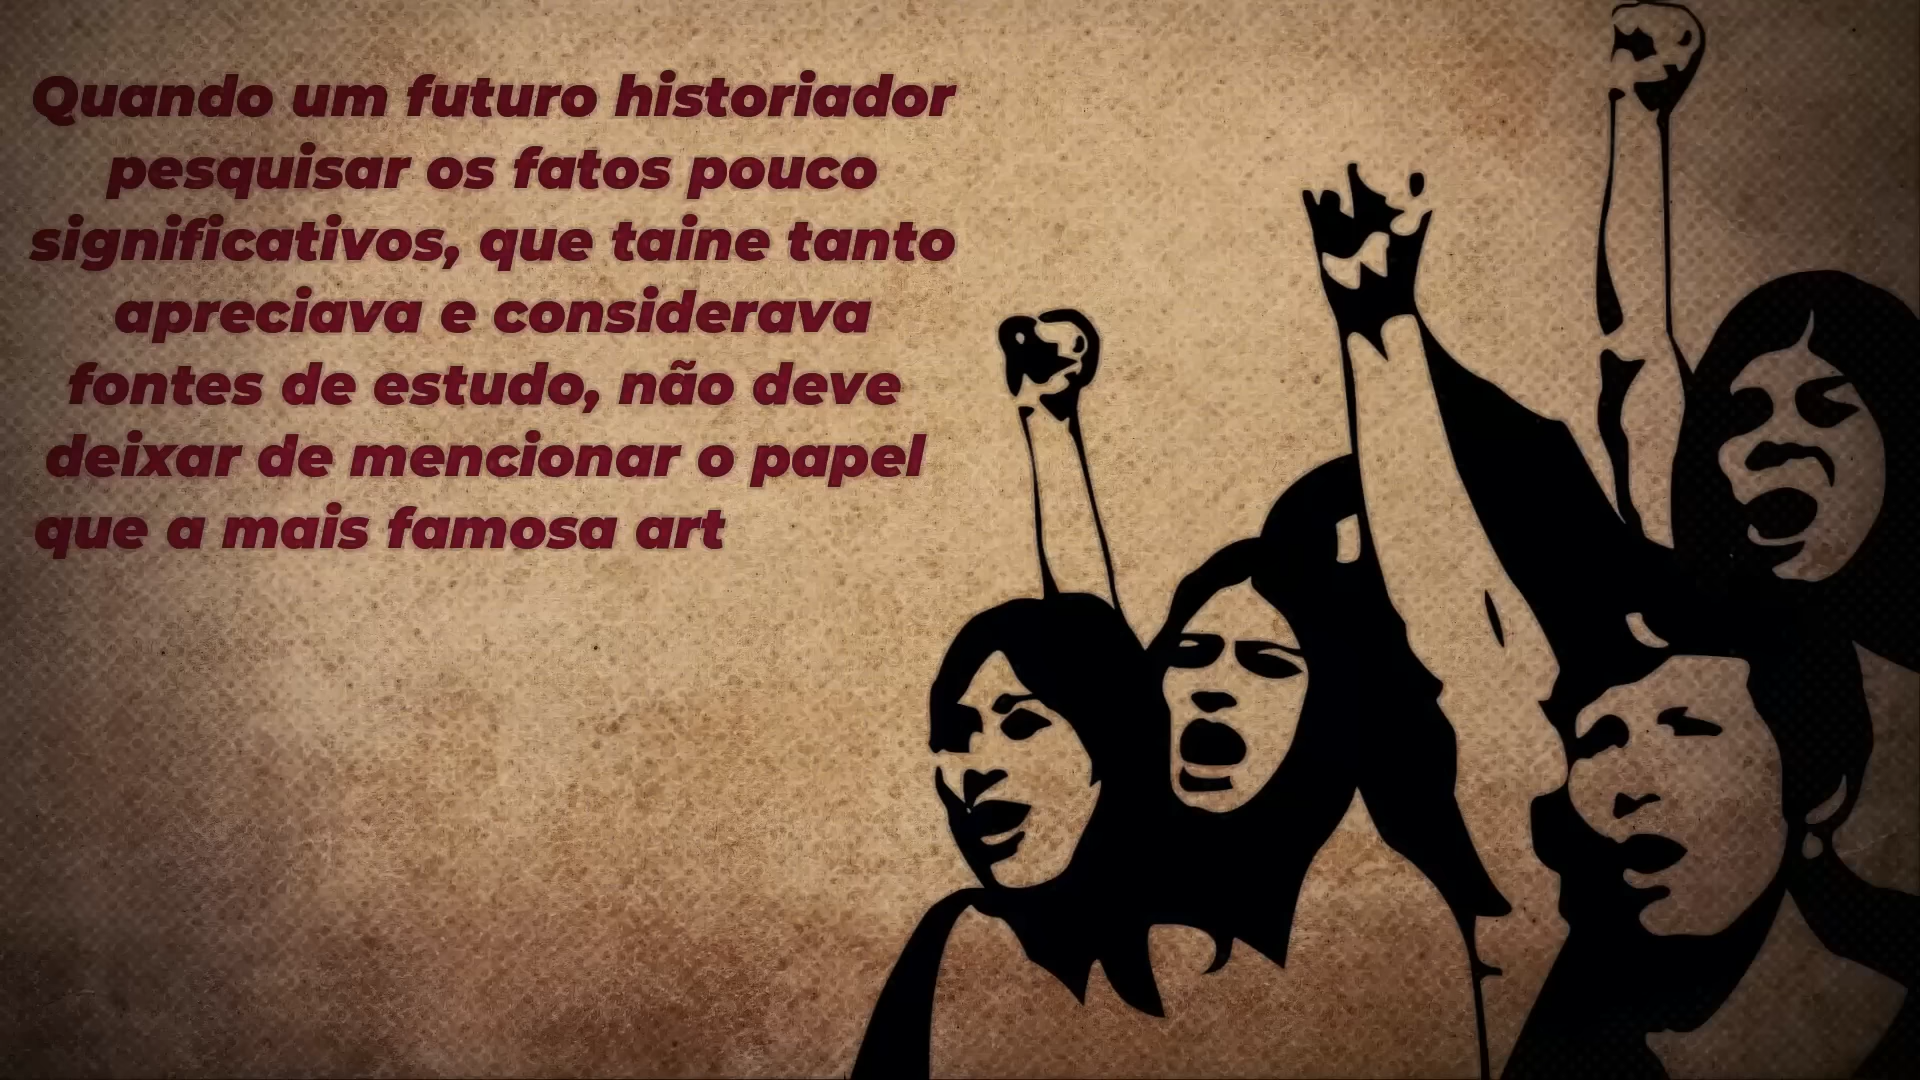 Quando um futuro historiador
pesquisar os fatos pouco
significativos, que taine tanto
apreciava e considerava
fontes de estudo, não deve
deixar de mencionar o papel
que a mais famosa art